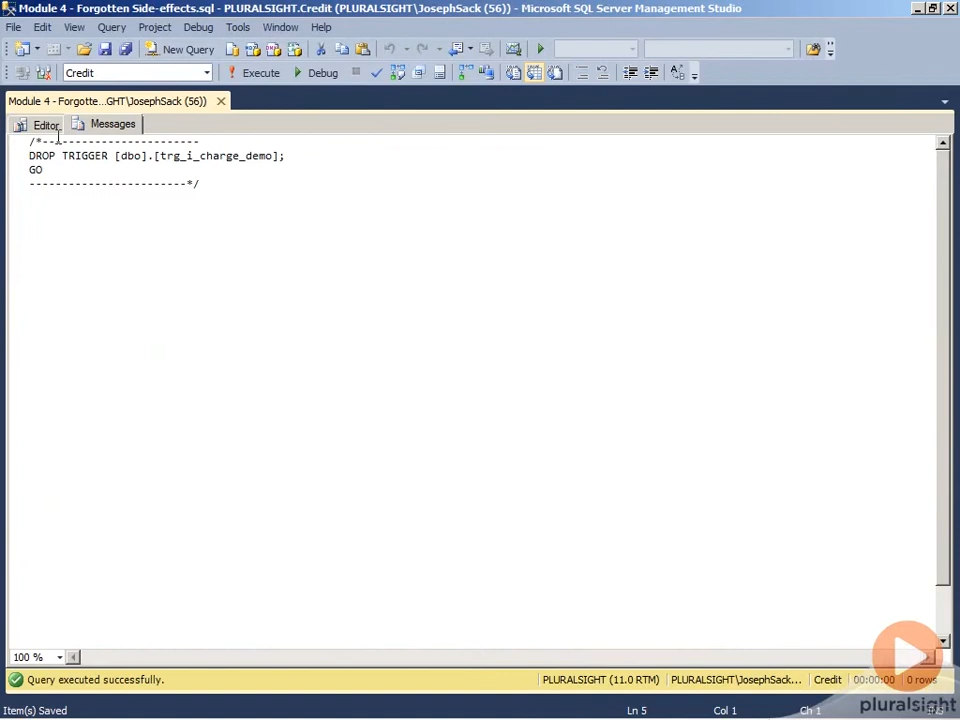 Module 4 - Forgotten Side-effects.sql - PLURALSIGHT.Credit (PLURALSIGHT\JosephSack (56)) - Microsoft SQL Server Management Studio
File Edit View Query Project Debug Tools Window Help
New Query
Credit Execute Debug
Module 4 - Forgotte...GHT\JosephSack (56))
Editor Messages
/*-----------------------
DROP TRIGGER [dbo].[trg_i_charge_demo];
GO
------------------------*/
100 %
Query executed successfully. PLURALSIGHT (11.0 RTM) PLURALSIGHT\JosephSack... Credit 00:00:00 0 rows
Item(s) Saved Ln 5 Col 1 Ch 1 INS
pluralsight